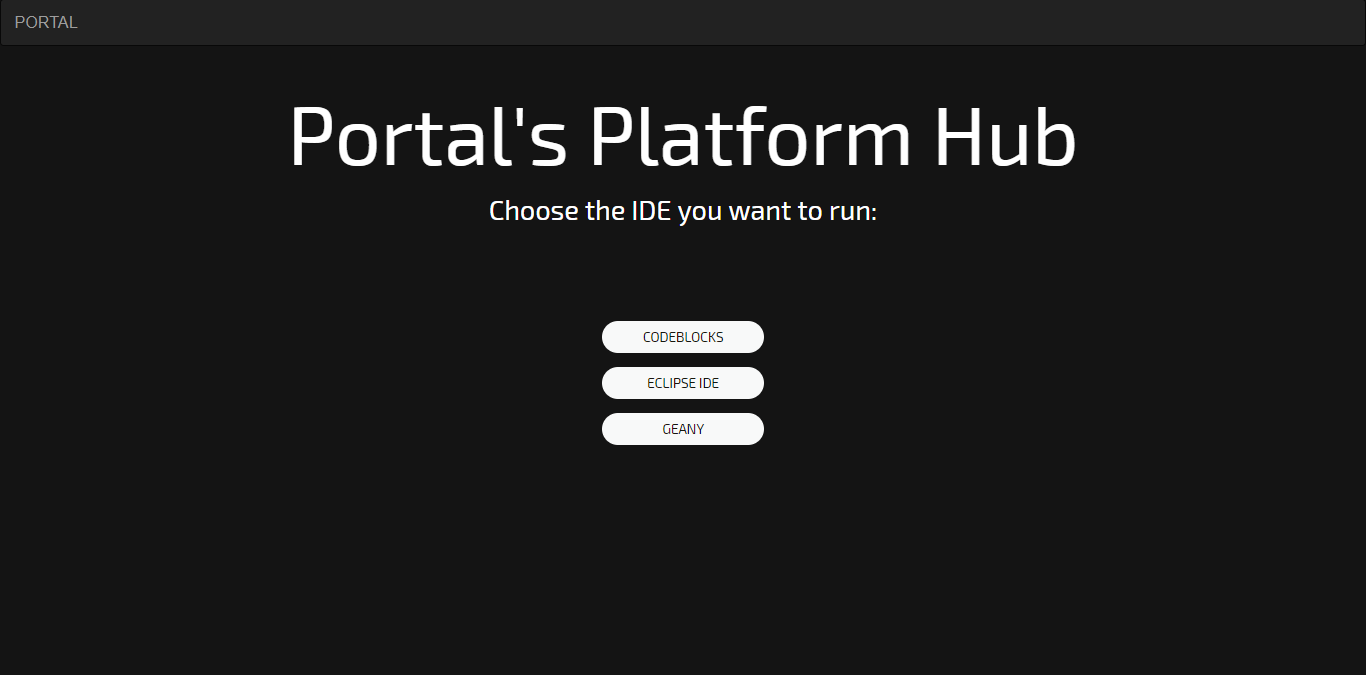 PORTAL
Portal's Platform Hub
Choose the IDE you want to run:
CODEBLOCKS
ECLIPSE IDE
GEANY